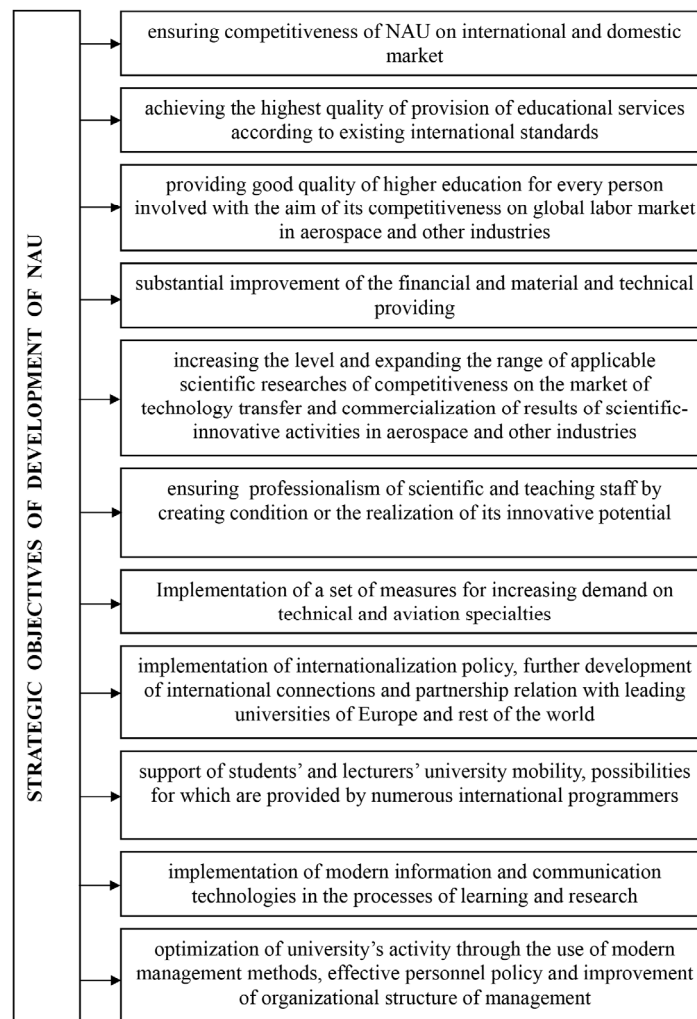 STRATEGIC OBJECTIVES OF DEVELOPMENT OF NAU
ensuring competitiveness of NAU on international and domestic
market
achieving the highest quality of provision of educational services
according to existing international standards
providing good quality of higher education for every person
involved with the aim of its competitiveness on global labor market
in aerospace and other industries
substantial improvement of the financial and material and technical
providing
increasing the level and expanding the range of applicable
scientific researches of competitiveness on the market of
technology transfer and commercialization of results of scientific-
innovative activities in aerospace and other industries
ensuring professionalism of scientific and teaching staff by
creating condition or the realization of its innovative potential
Implementation of a set of measures for increasing demand on
technical and aviation specialties
implementation of internationalization policy, further development
of international connections and partnership relation with leading
universities of Europe and rest of the world
support of students’ and lecturers’ university mobility, possibilities
for which are provided by numerous international programmers
implementation of modern information and communication
technologies in the processes of learning and research
optimization of university’s activity through the use of modern
management methods, effective personnel policy and improvement
of organizational structure of management